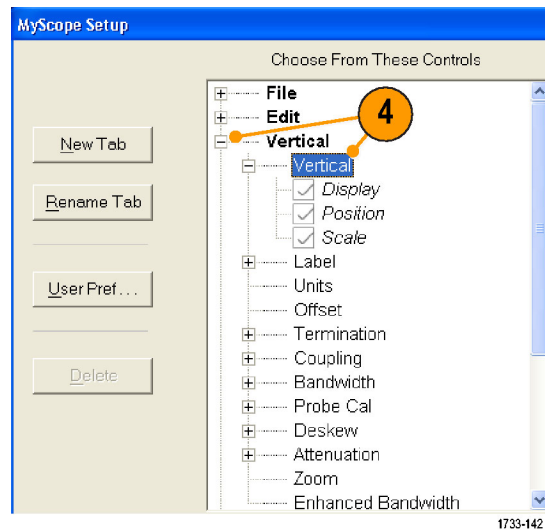 MyScope Setup
Choose From These Controls
File
Edit
4
Vertical
New Tab
Vertical
Display
Rename Tab
Position
Scale
Label
User Pref...
Units
Offset
Termination
Coupling
Delete
Bandwidth
Probe Cal
Deskew
Attenuation
Zoom
Enhanced Bandwidth
1733-142